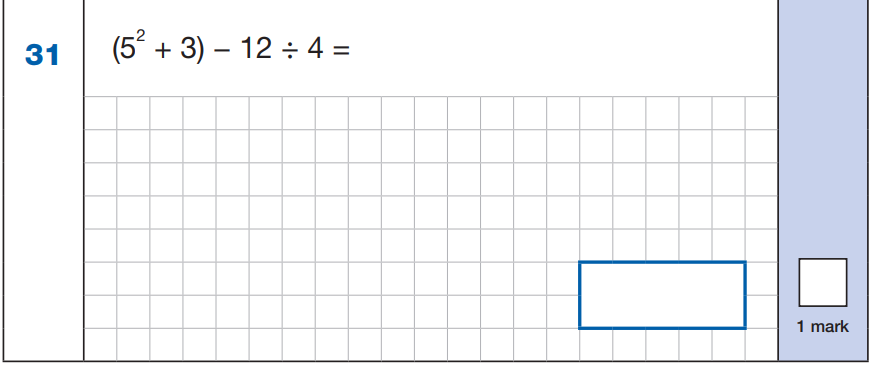 31 (5² + 3) – 12 ÷ 4 =
1 mark